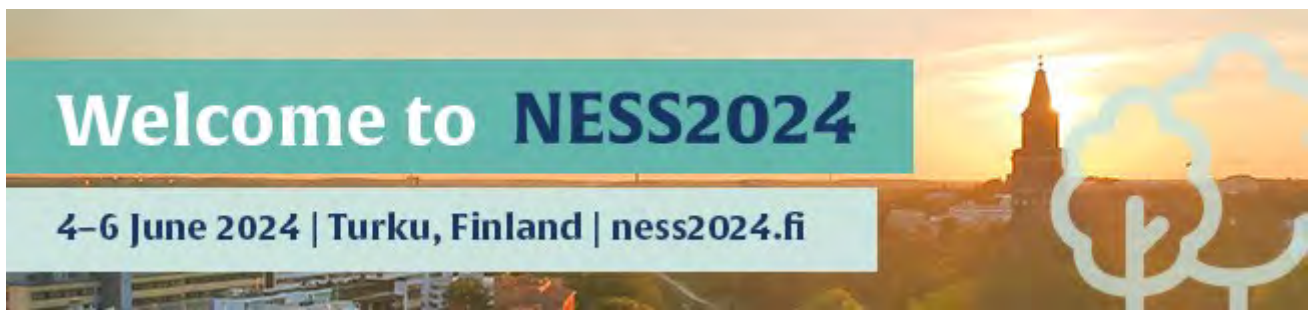 Welcome to NESS2024
4–6 June 2024 | Turku, Finland | ness2024.fi